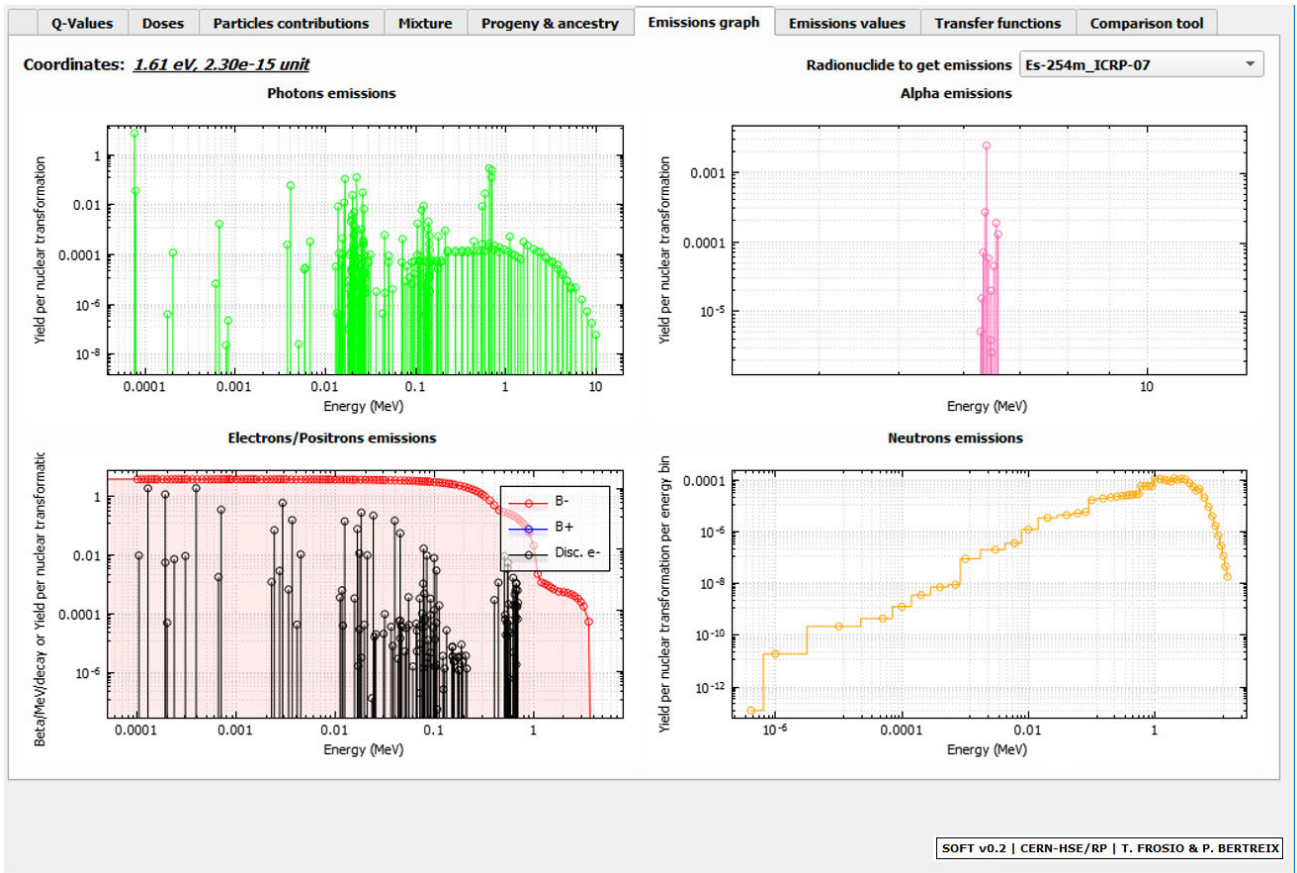 Q-Values Doses Particles contributions Mixture Progeny & ancestry Emissions graph Emissions values Transfer functions Comparison tool
Coordinates: 1.61 eV, 2.30e-15 unit
Radionuclide to get emissions Es-254m_ICRP-07
Photons emissions
Yield per nuclear transformation
1
0.01
0.0001
10-6
10-8
0.0001 0.001 0.01 0.1 1 10
Energy (MeV)
Alpha emissions
Yield per nuclear transformation
0.001
0.0001
10-5
10
Energy (MeV)
Electrons/Positrons emissions
Beta/MeV/decay or Yield per nuclear transformatic
1
0.01
0.0001
10-6
B-
B+
Disc. e-
0.0001 0.001 0.01 0.1 1
Energy (MeV)
Neutrons emissions
Yield per nuclear transformation per energy bin
0.0001
10-6
10-8
10-10
10-12
10-6 0.0001 0.01 1
Energy (MeV)
SOFT v0.2 | CERN-HSE/RP | T. FROSIO & P. BERTREIX